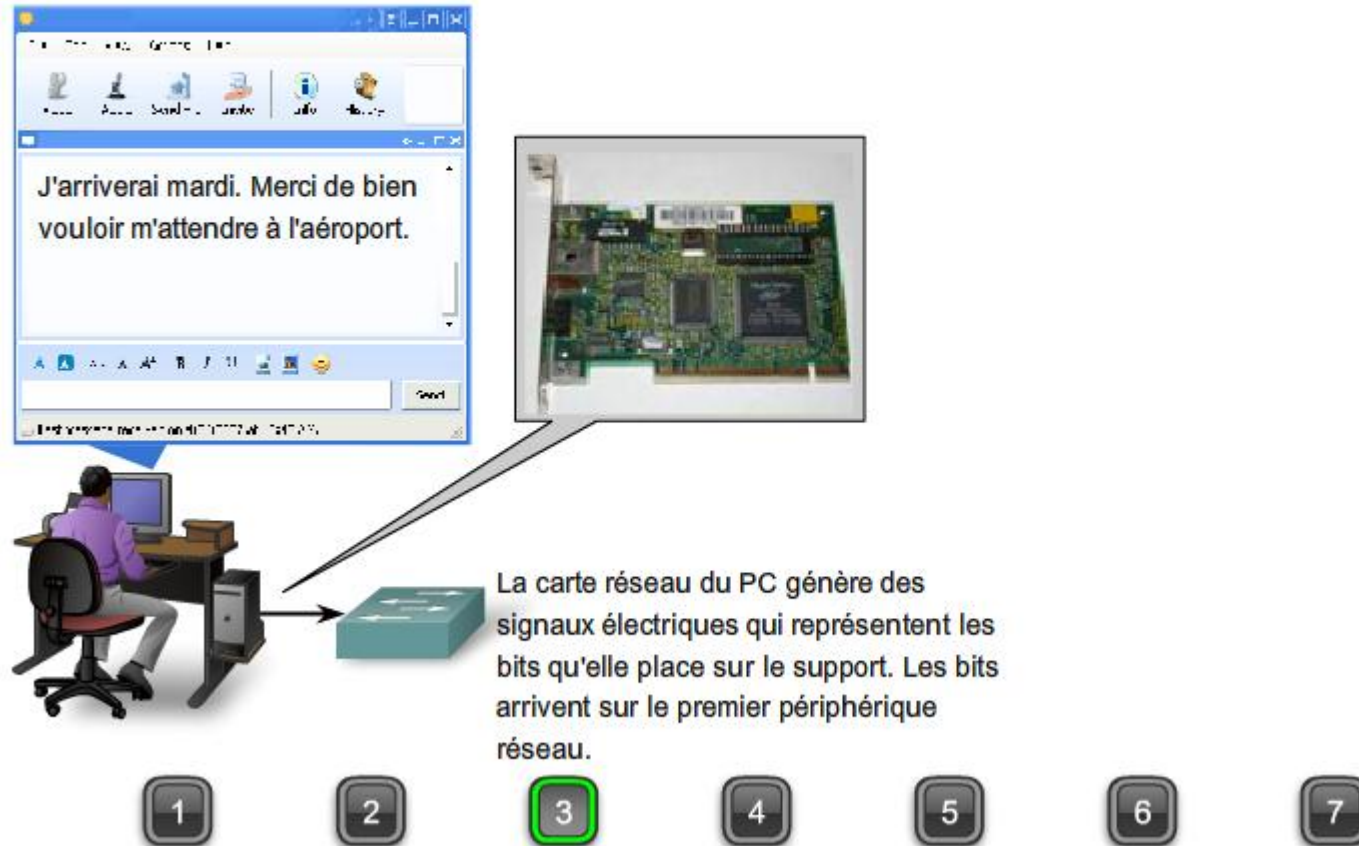 J'arriverai mardi. Merci de bien
vouloir m'attendre à l'aéroport.
Info
B I U
Send
La carte réseau du PC génère des
signaux électriques qui représentent les
bits qu'elle place sur le support. Les bits
arrivent sur le premier périphérique
réseau.
1 2 3 4 5 6 7